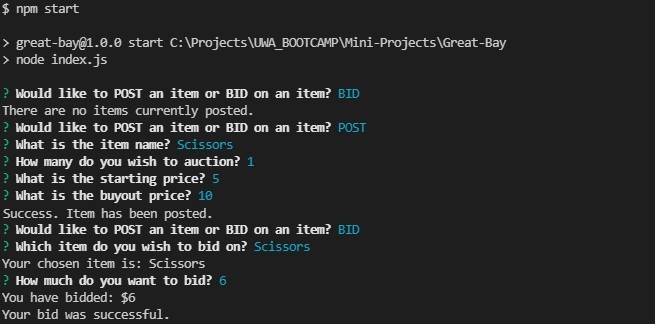 $ npm start
> great-bay@1.0.0 start C:\Projects\UWA_BOOTCAMP\Mini-Projects\Great-Bay
> node index.js
? Would like to POST an item or BID on an item? BID
There are no items currently posted.
? Would like to POST an item or BID on an item? POST
? What is the item name? Scissors
? How many do you wish to auction? 1
? What is the starting price? 5
? What is the buyout price? 10
Success. Item has been posted.
? Would like to POST an item or BID on an item? BID
? Which item do you wish to bid on? Scissors
Your chosen item is: Scissors
? How much do you want to bid? 6
You have bidded: $6
Your bid was successful.